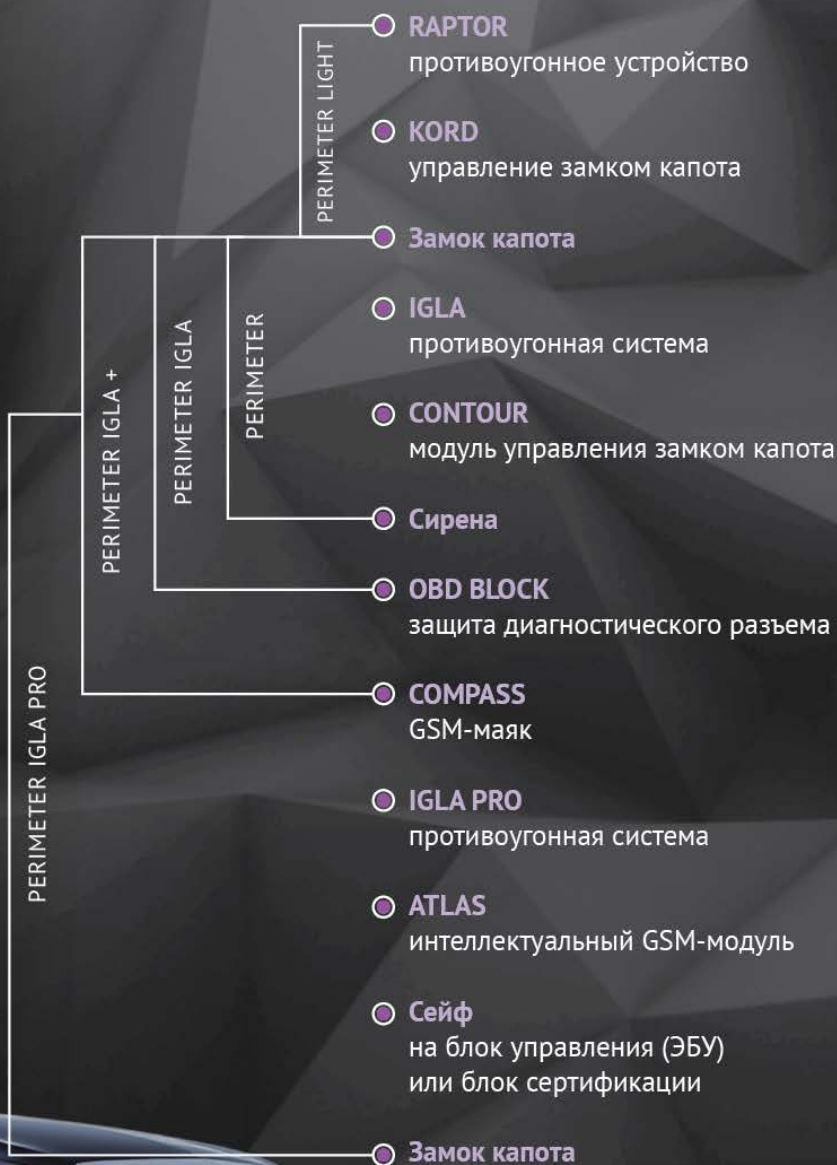 RAPTOR
противоугонное устройство
KORD
управление замком капота
Замок капота
IGLA
противоугонная система
CONTOUR
модуль управления замком капота
Сирена
OBD BLOCK
защита диагностического разъема
COMPASS
GSM-маяк
IGLA PRO
противоугонная система
ATLAS
интеллектуальный GSM-модуль
Сейф
на блок управления (ЭБУ)
или блок сертификации
Замок капота
PERIMETER LIGHT
PERIMETER
PERIMETER IGLA
PERIMETER IGLA +
PERIMETER IGLA PRO